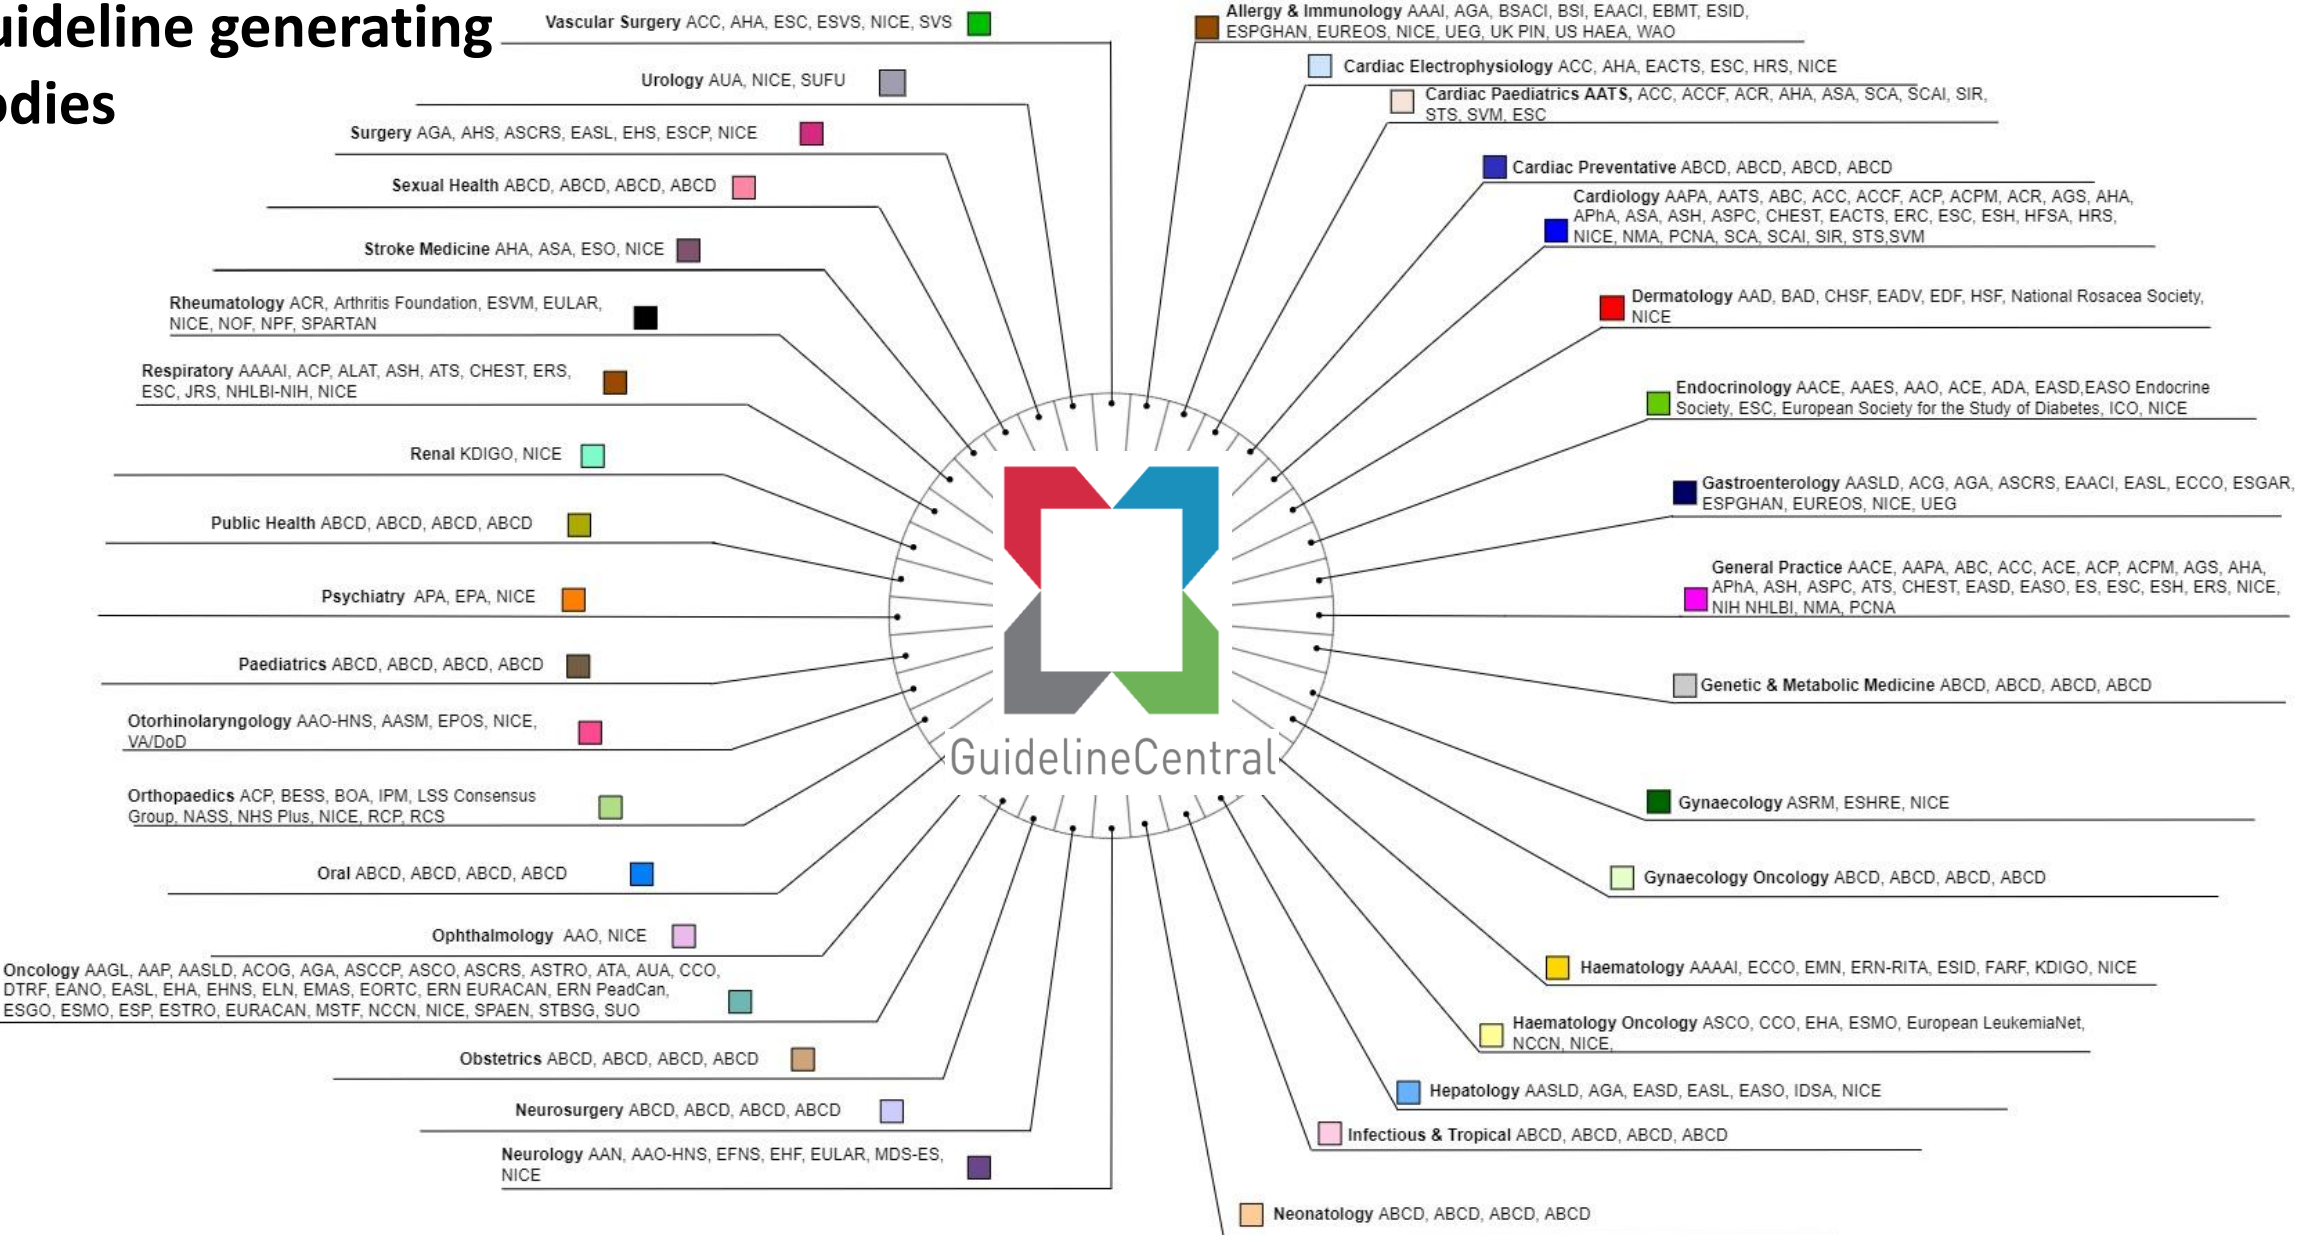 uideline generating
odies
Vascular Surgery ACC, AHA, ESC, ESVS, NICE, SVS
Urology AUA, NICE, SUFU
Surgery AGA, AHS, ASCRS, EASL, EHS, ESCP, NICE
Sexual Health ABCD, ABCD, ABCD, ABCD
Stroke Medicine AHA, ASA, ESO, NICE
Rheumatology ACR, Arthritis Foundation, ESVM, EULAR,
NICE, NOF, NPF, SPARTAN
Respiratory AAAAI, ACP, ALAT, ASH, ATS, CHEST, ERS,
ESC, JRS, NHLBI-NIH, NICE
Renal KDIGO, NICE
Public Health ABCD, ABCD, ABCD, ABCD
Psychiatry APA, EPA, NICE
Paediatrics ABCD, ABCD, ABCD, ABCD
Otorhinolaryngology AAO-HNS, AASM, EPOS, NICE,
VA/DoD
Orthopaedics ACP, BESS, BOA, IPM, LSS Consensus
Group, NASS, NHS Plus, NICE, RCP, RCS
Oral ABCD, ABCD, ABCD, ABCD
Ophthalmology AAO, NICE
Oncology AAGL, AAP, AASLD, ACOG, AGA, ASCCP, ASCO, ASCRS, ASTRO, ATA, AUA, CCO,
DTRF, EANO, EASL, EHA, EHNS, ELN, EMAS, EORTC, ERN EURACAN, ERN PeadCan,
ESGO, ESMO, ESP, ESTRO, EURACAN, MSTF, NCCN, NICE, SPAEN, STBSG, SUO
Obstetrics ABCD, ABCD, ABCD, ABCD
Neurosurgery ABCD, ABCD, ABCD, ABCD
Neurology AAN, AAO-HNS, EFNS, EHF, EULAR, MDS-ES,
NICE
GuidelineCentral
Allergy & Immunology AAAI, AGA, BSACI, BSI, EAACI, EBMT, ESID,
ESPGHAN, EUREOS, NICE, UEG, UK PIN, US HAEA, WAO
Cardiac Electrophysiology ACC, AHA, EACTS, ESC, HRS, NICE
Cardiac Paediatrics AATS, ACC, ACCF, ACR, AHA, ASA, SCA, SCAI, SIR,
STS, SVM, ESC
Cardiac Preventative ABCD, ABCD, ABCD, ABCD
Cardiology AAPA, AATS, ABC, ACC, ACCF, ACP, ACPM, ACR, AGS, AHA,
APhA, ASA, ASH, ASPC, CHEST, EACTS, ERC, ESC, ESH, HFSA, HRS,
NICE, NMA, PCNA, SCA, SCAI, SIR, STS,SVM
Dermatology AAD, BAD, CHSF, EADV, EDF, HSF, National Rosacea Society,
NICE
Endocrinology AACE, AAES, AAO, ACE, ADA, EASD,EASO Endocrine
Society, ESC, European Society for the Study of Diabetes, ICO, NICE
Gastroenterology AASLD, ACG, AGA, ASCRS, EAACI, EASL, ECCO, ESGAR,
ESPGHAN, EUREOS, NICE, UEG
General Practice AACE, AAPA, ABC, ACC, ACE, ACP, ACPM, AGS, AHA,
APhA, ASH, ASPC, ATS, CHEST, EASD, EASO, ES, ESC, ESH, ERS, NICE,
NIH NHLBI, NMA, PCNA
Genetic & Metabolic Medicine ABCD, ABCD, ABCD, ABCD
Gynaecology ASRM, ESHRE, NICE
Gynaecology Oncology ABCD, ABCD, ABCD, ABCD
Haematology AAAAI, ECCO, EMN, ERN-RITA, ESID, FARF, KDIGO, NICE
Haematology Oncology ASCO, CCO, EHA, ESMO, European LeukemiaNet,
NCCN, NICE,
Hepatology AASLD, AGA, EASD, EASL, EASO, IDSA, NICE
Infectious & Tropical ABCD, ABCD, ABCD, ABCD
Neonatology ABCD, ABCD, ABCD, ABCD